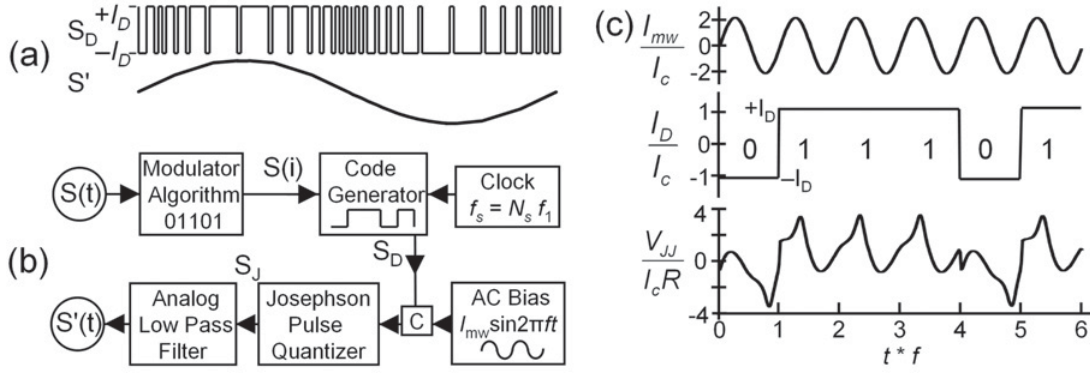 (a)
S_D
+I_D
–I_D
S'
S(t)
Modulator
Algorithm
01101
S(i)
Code
Generator
Clock
f_s = N_s f_1
S_D
(b)
S'(t)
Analog
Low Pass
Filter
S_J
Josephson
Pulse
Quantizer
C
AC Bias
I_mw sin2πft
(c)
I_mw
I_c
2
0
-2
I_D
I_c
1
0
-1
+I_D
–I_D
0 1 1 1 0 1
V_JJ
I_cR
4
0
-4
0 1 2 3 4 5 6
t * f